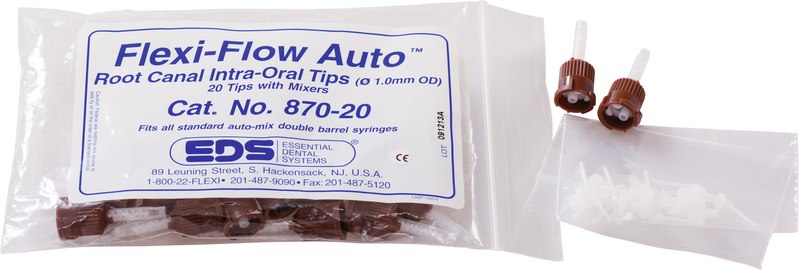 Flexi-Flow Auto™
Root Canal Intra-Oral Tips (Ø 1.0mm OD)
20 Tips with Mixers
Cat. No. 870-20
Fits all standard auto-mix double barrel syringes
EDS ESSENTIAL DENTAL SYSTEMS ®
89 Leuning Street, S. Hackensack, NJ, U.S.A.
1-800-22-FLEXI • 201-487-9090 • Fax: 201-487-5120
CE
LOT 091213A